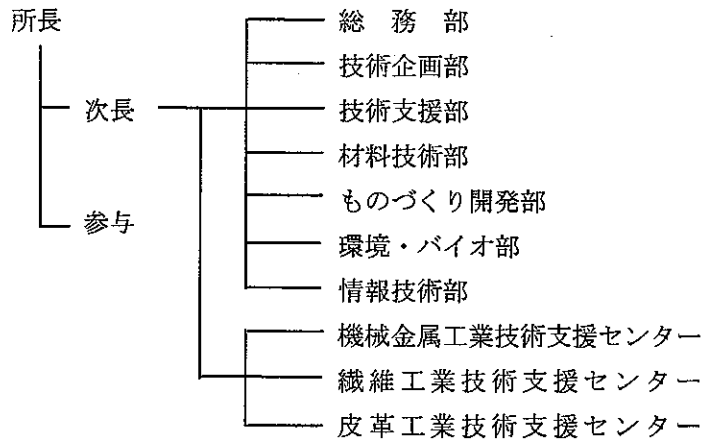 所長
総務部
技術企画部
次長
技術支援部
材料技術部
ものづくり開発部
参与
環境・バイオ部
情報技術部
機械金属工業技術支援センター
繊維工業技術支援センター
皮革工業技術支援センター